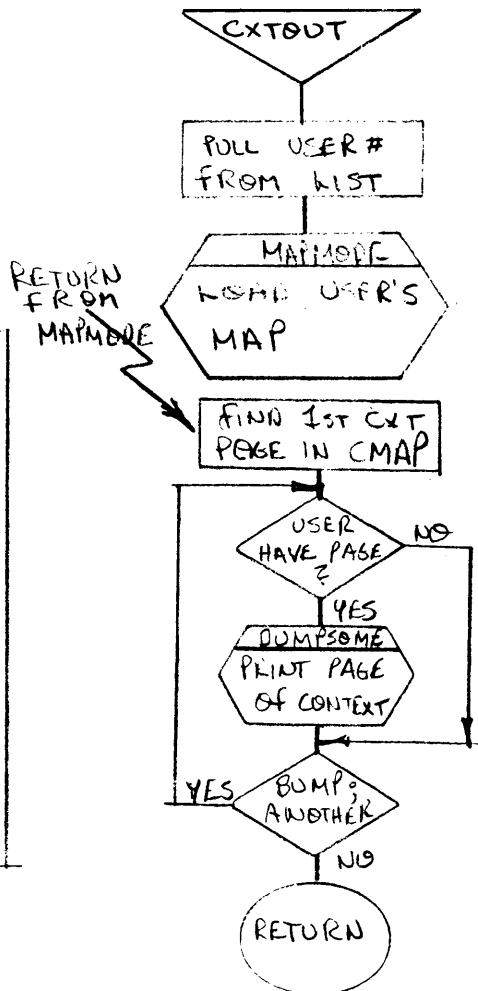 CXTOUT
PULL USER #
FROM LIST
MAPMODE
LOAD USER'S
MAP
RETURN
FROM
MAPMODE
FIND 1ST CXT
PAGE IN CMAP
USER
HAVE PAGE
?
NO
YES
DUMPSOME
PRINT PAGE
OF CONTEXT
YES
BUMP;
ANOTHER
NO
RETURN